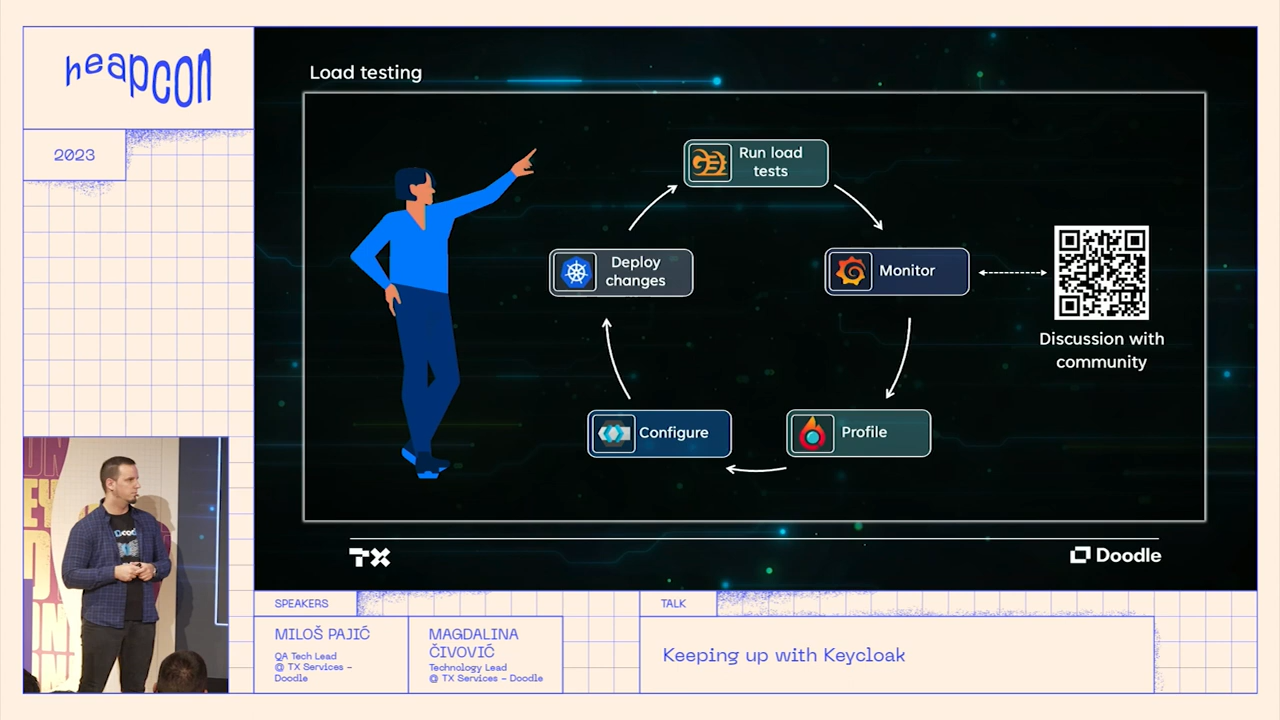 heapcon
2023
Load testing
Run load
tests
Deploy
changes
Monitor
Discussion with
community
Configure
Profile
TX
Doodle
SPEAKERS
MILOŠ PAJIĆ
QA Tech Lead
@ TX Services –
Doodle
MAGDALINA
ČIVOVIĆ
Technology Lead
@ TX Services – Doodle
TALK
Keeping up with Keycloak